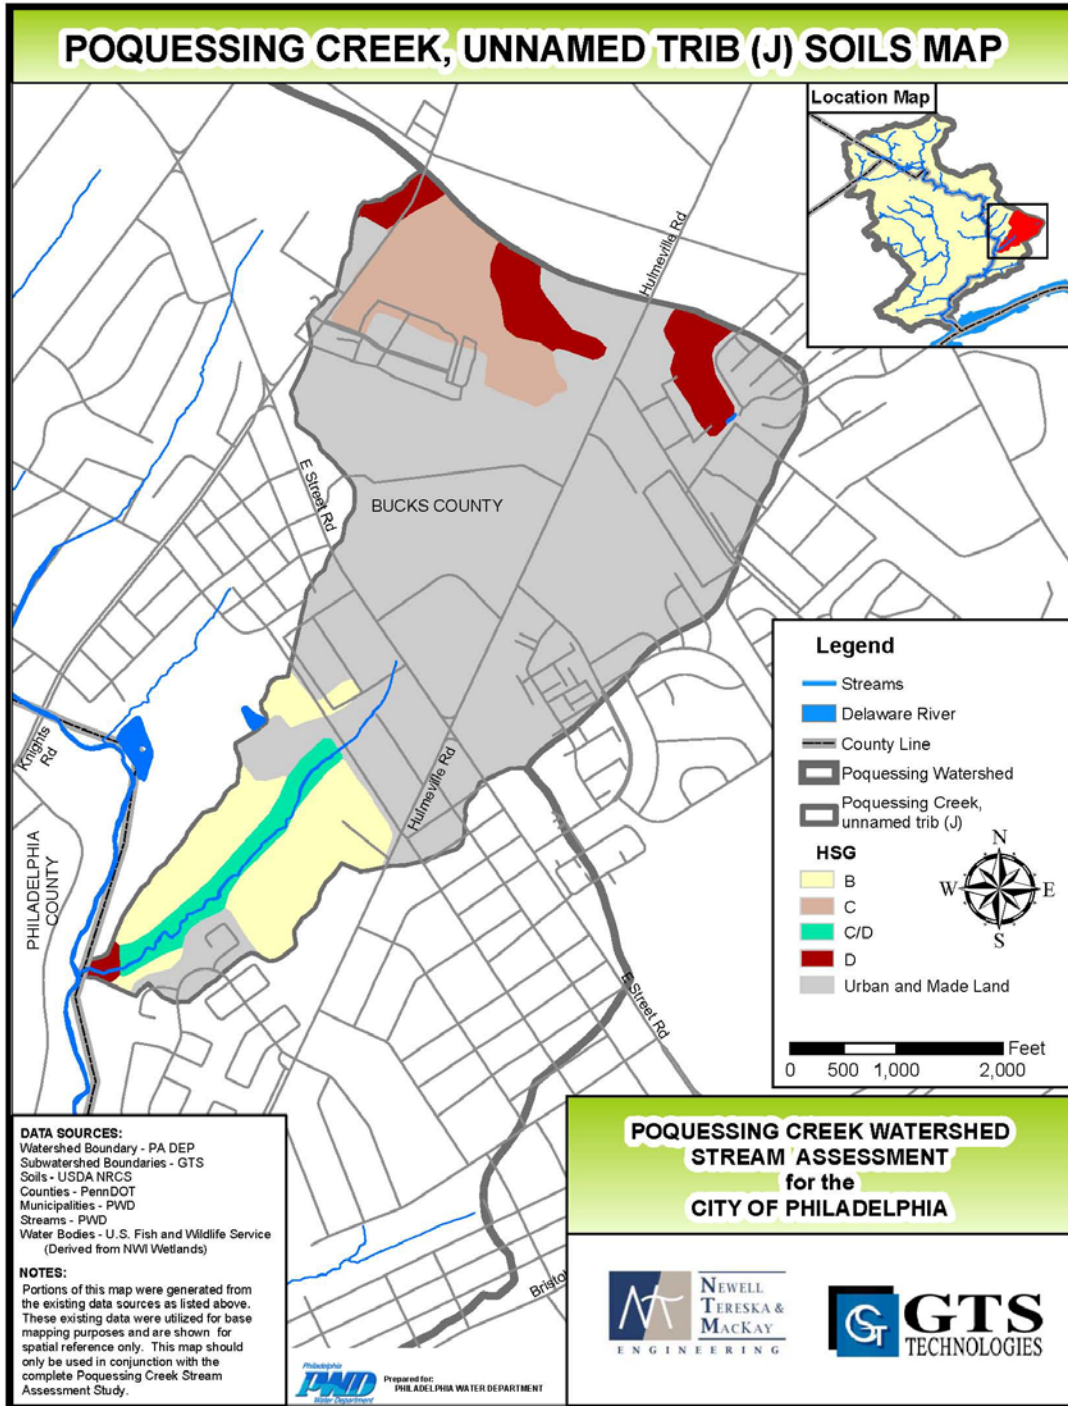 POQUESSING CREEK, UNNAMED TRIB (J) SOILS MAP
Location Map
Hulmeville Rd
E Street Rd
BUCKS COUNTY
Knights
Rd
Hulmeville Rd
PHILADELPHIA
COUNTY
E Street Rd
Legend
Streams
Delaware River
County Line
Poquessing Watershed
Poquessing Creek,
unnamed trib (J)
HSG
B
C
C/D
D
Urban and Made Land
N
W
E
S
Feet
0 500 1,000 2,000
DATA SOURCES:
Watershed Boundary - PA DEP
Subwatershed Boundaries - GTS
Soils - USDA NRCS
Counties - PennDOT
Municipalities - PWD
Streams - PWD
Water Bodies - U.S. Fish and Wildlife Service
(Derived from NWI Wetlands)
NOTES:
Portions of this map were generated from
the existing data sources as listed above.
These existing data were utilized for base
mapping purposes and are shown for
spatial reference only. This map should
only be used in conjunction with the
complete Poquessing Creek Stream
Assessment Study.
Bristol
Philadelphia
PWD
Water Department
Prepared for:
PHILADELPHIA WATER DEPARTMENT
POQUESSING CREEK WATERSHED
STREAM ASSESSMENT
for the
CITY OF PHILADELPHIA
NEWELL
TERESKA &
MACKAY
ENGINEERING
GTS
TECHNOLOGIES